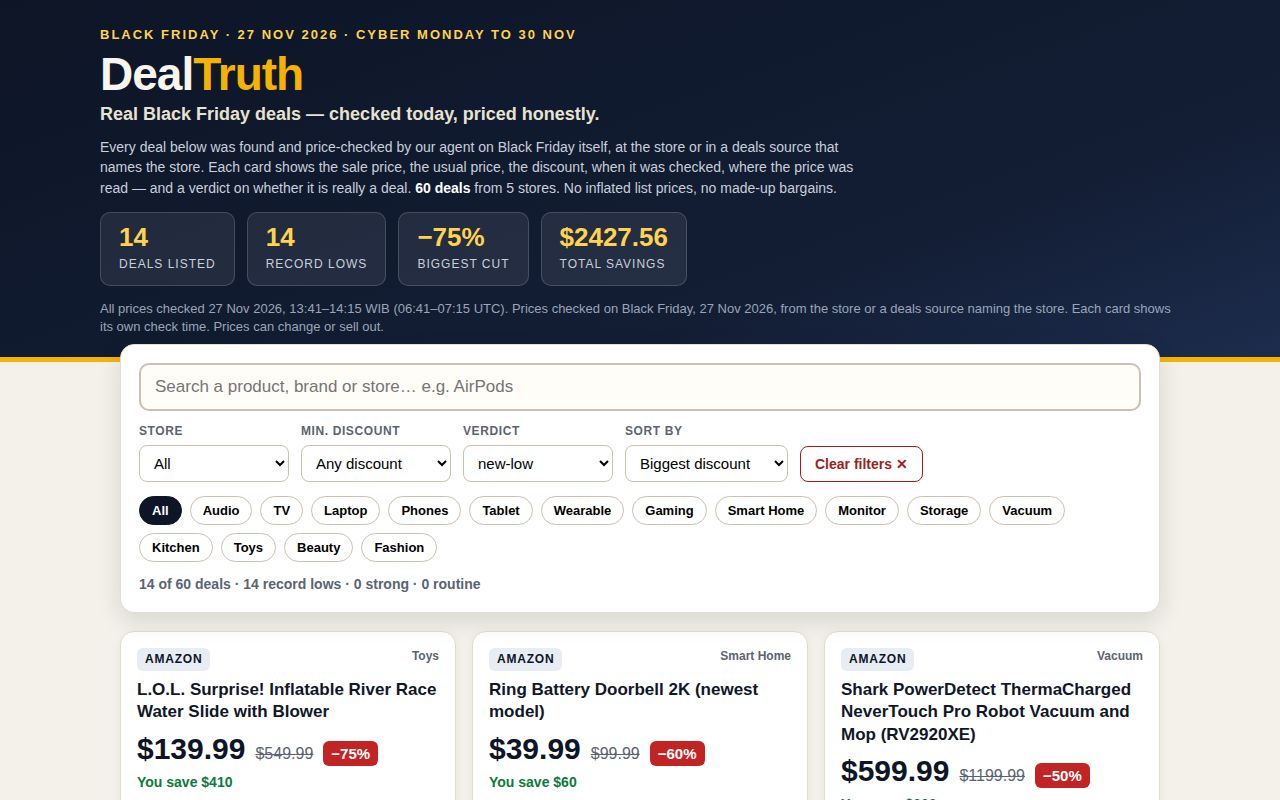 BLACK FRIDAY · 27 NOV 2026 · CYBER MONDAY TO 30 NOV
DealTruth
Real Black Friday deals — checked today, priced honestly.
Every deal below was found and price-checked by our agent on Black Friday itself, at the store or in a deals source that
names the store. Each card shows the sale price, the usual price, the discount, when it was checked, where the price was
read — and a verdict on whether it is really a deal. 60 deals from 5 stores. No inflated list prices, no made-up bargains.
14 14 −75% $2427.56
DEALS LISTED RECORD LOWS BIGGEST CUT TOTAL SAVINGS
All prices checked 27 Nov 2026, 13:41–14:15 WIB (06:41–07:15 UTC). Prices checked on Black Friday, 27 Nov 2026, from the store or a deals source naming the store. Each card shows
its own check time. Prices can change or sell out.
Search a product, brand or store… e.g. AirPods
STORE MIN. DISCOUNT VERDICT SORT BY
All Any discount new-low Biggest discount Clear filters ✕
All Audio TV Laptop Phones Tablet Wearable Gaming Smart Home Monitor Storage Vacuum
Kitchen Toys Beauty Fashion
14 of 60 deals · 14 record lows · 0 strong · 0 routine
AMAZON Toys
L.O.L. Surprise! Inflatable River Race
Water Slide with Blower
$139.99 $549.99 −75%
You save $410
AMAZON Smart Home
Ring Battery Doorbell 2K (newest
model)
$39.99 $99.99 −60%
You save $60
AMAZON Vacuum
Shark PowerDetect ThermaCharged
NeverTouch Pro Robot Vacuum and
Mop (RV2920XE)
$599.99 $1199.99 −50%